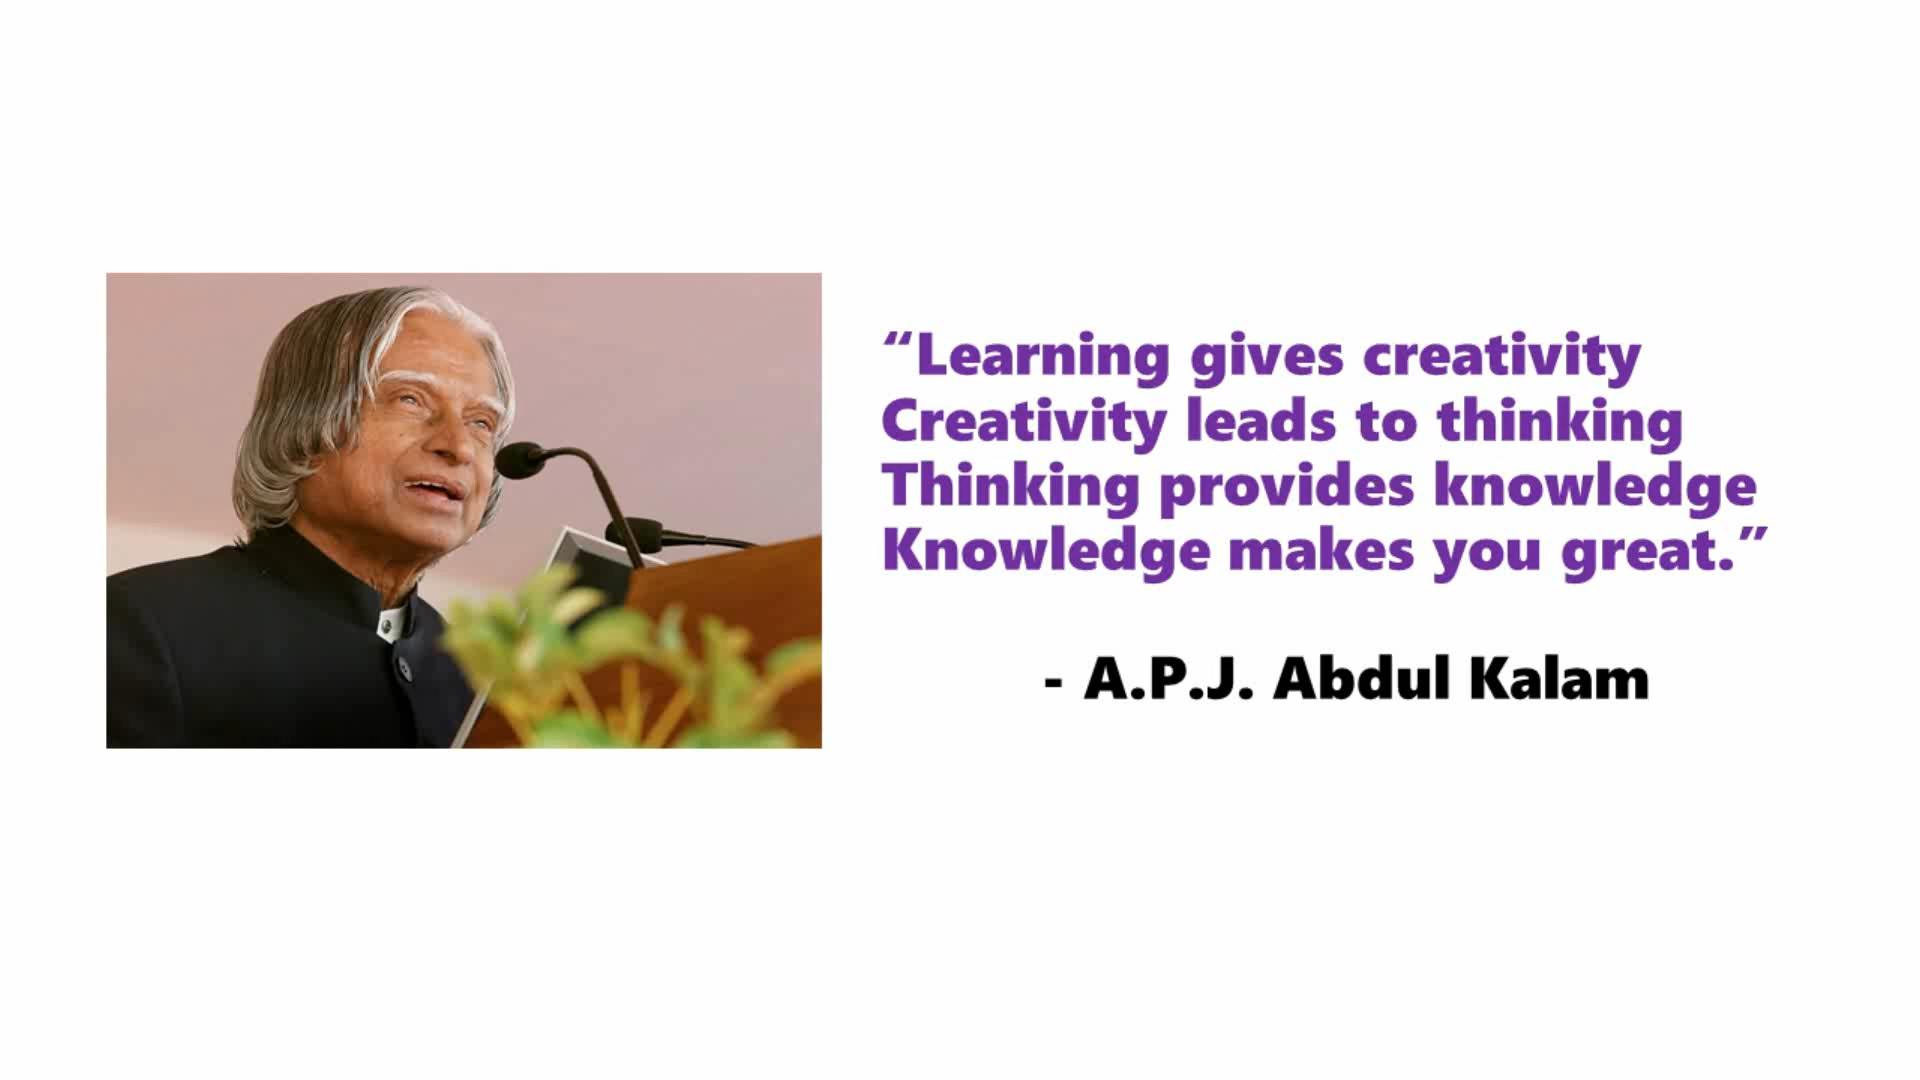 “Learning gives creativity
Creativity leads to thinking
Thinking provides knowledge
Knowledge makes you great.”
- A.P.J. Abdul Kalam